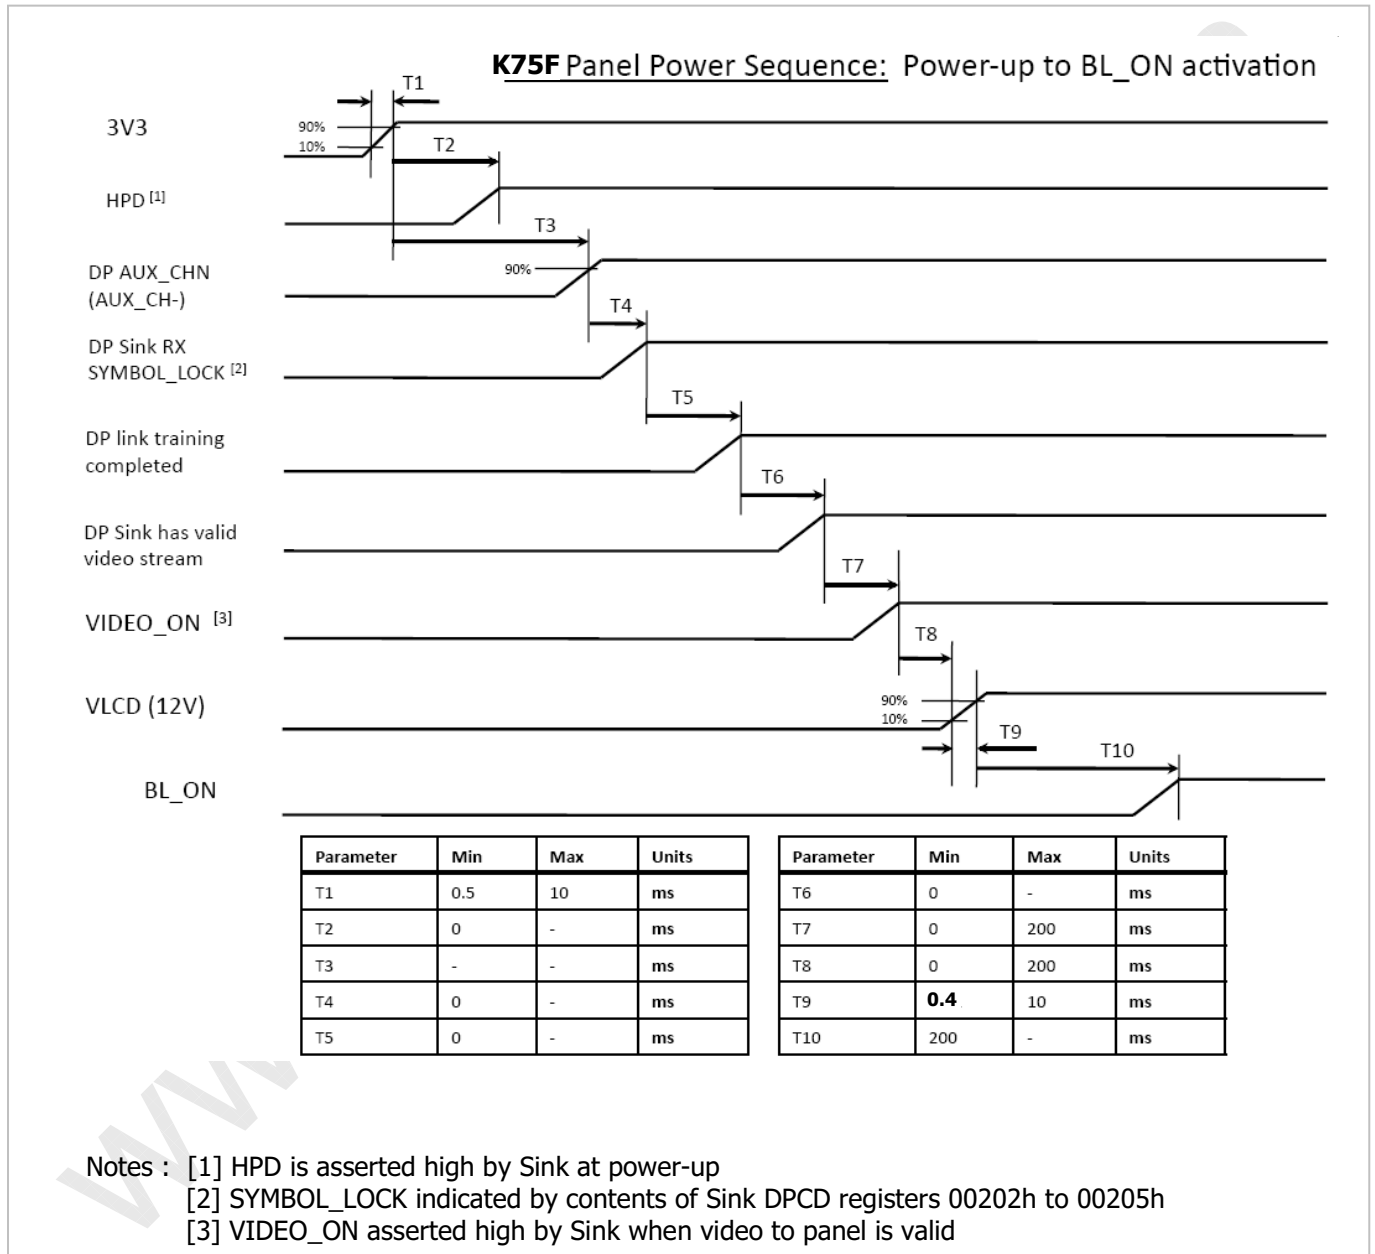 K75F Panel Power Sequence: Power-up to BL_ON activation
T1
3V3
90%
10%
T2
HPD [1]
T3
DP AUX_CHN
(AUX_CH-)
90%
T4
DP Sink RX
SYMBOL_LOCK [2]
T5
DP link training
completed
T6
DP Sink has valid
video stream
T7
VIDEO_ON [3]
T8
VLCD (12V)
90%
10%
T9
T10
BL_ON
Parameter Min Max Units
T1 0.5 10 ms
T2 0 - ms
T3 - - ms
T4 0 - ms
T5 0 - ms
Parameter Min Max Units
T6 0 - ms
T7 0 200 ms
T8 0 200 ms
T9 0.4 10 ms
T10 200 - ms
Notes : [1] HPD is asserted high by Sink at power-up
[2] SYMBOL_LOCK indicated by contents of Sink DPCD registers 00202h to 00205h
[3] VIDEO_ON asserted high by Sink when video to panel is valid